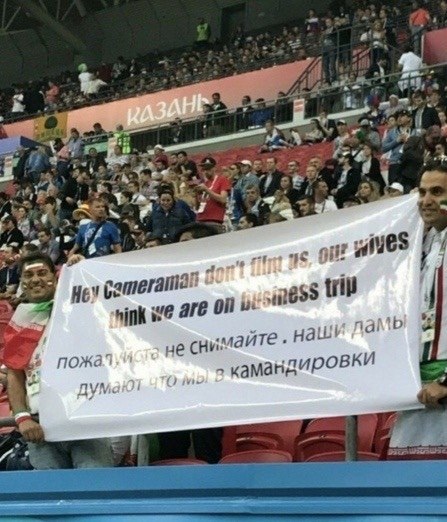 КАЗАНЬ
Hey Cameraman don't film us, our wives
think we are on business trip
пожалуйста не снимайте . наши дамы
думают что мы в камандировки